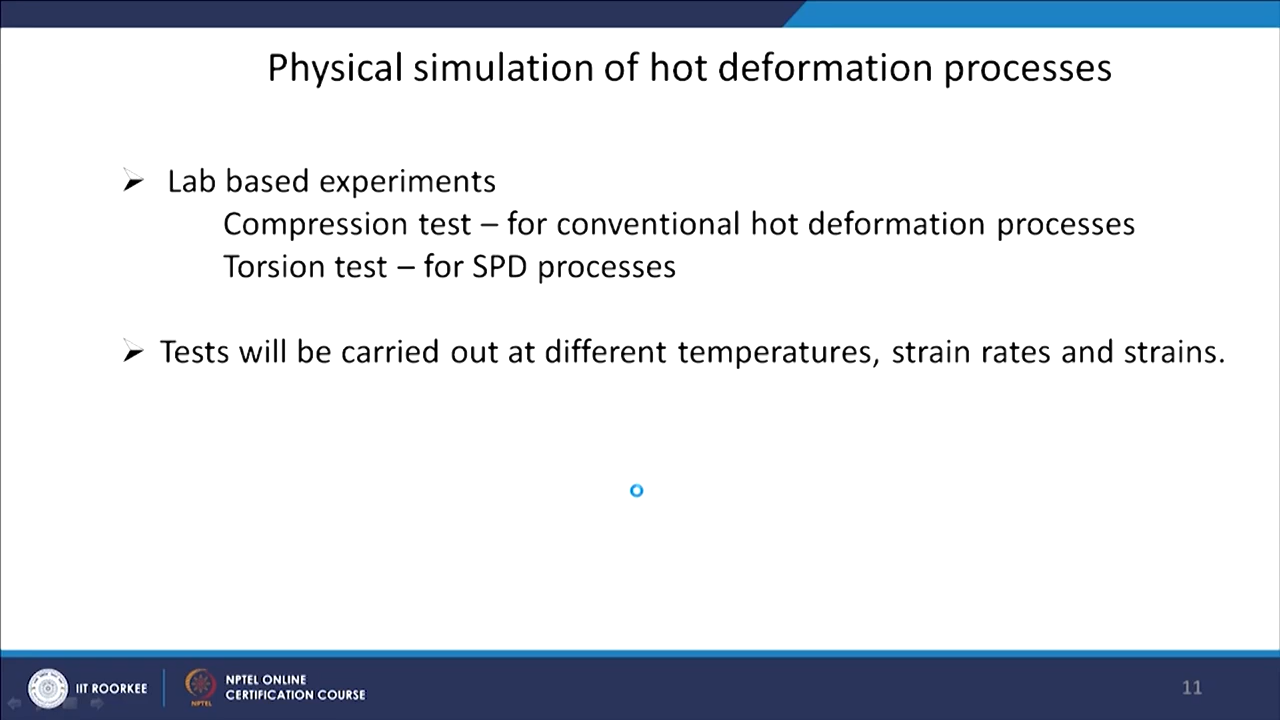 Physical simulation of hot deformation processes
Lab based experiments
Compression test – for conventional hot deformation processes
Torsion test – for SPD processes
Tests will be carried out at different temperatures, strain rates and strains.
IIT ROORKEE
NPTEL
NPTEL ONLINE
CERTIFICATION COURSE
11